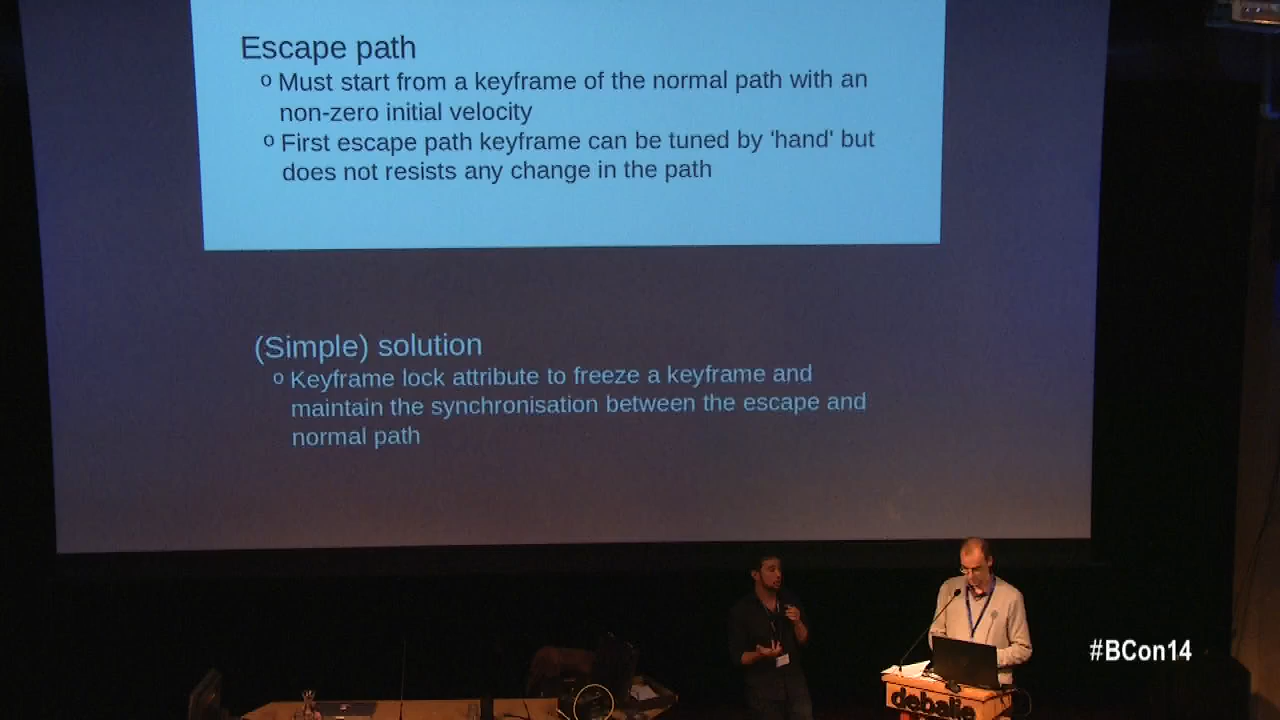 Escape path
o Must start from a keyframe of the normal path with an
non-zero initial velocity
o First escape path keyframe can be tuned by 'hand' but
does not resists any change in the path
(Simple) solution
o Keyframe lock attribute to freeze a keyframe and
maintain the synchronisation between the escape and
normal path
#BCon14
debalie